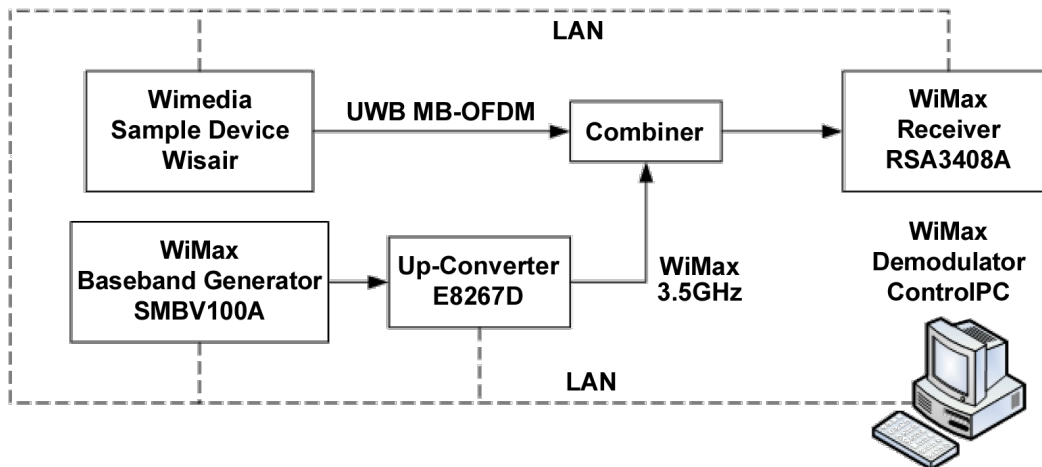 LAN
Wimedia
Sample Device
Wisair
UWB MB-OFDM
Combiner
WiMax
Receiver
RSA3408A
WiMax
Baseband Generator
SMBV100A
Up-Converter
E8267D
WiMax
3.5GHz
WiMax
Demodulator
ControlPC
LAN